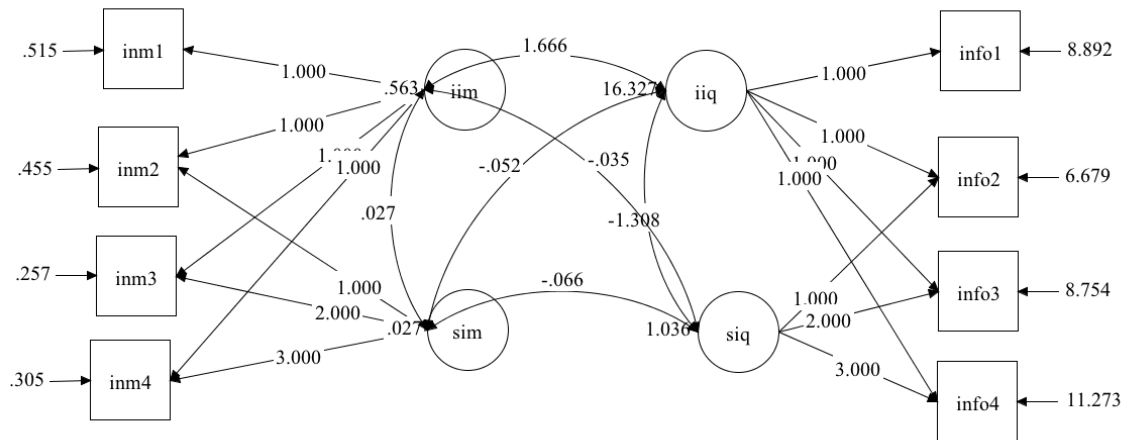 .515
inm1
1.000
.563
iim
1.666
16.327
iiq
1.000
info1
8.892
.455
inm2
1.000
1.000
-.052
-.035
1.000
1.000
info2
6.679
.257
inm3
.027
-1.308
1.000
2.000
-.066
1.000
2.000
info3
8.754
.305
inm4
3.000
.027
sim
1.036
siq
3.000
info4
11.273